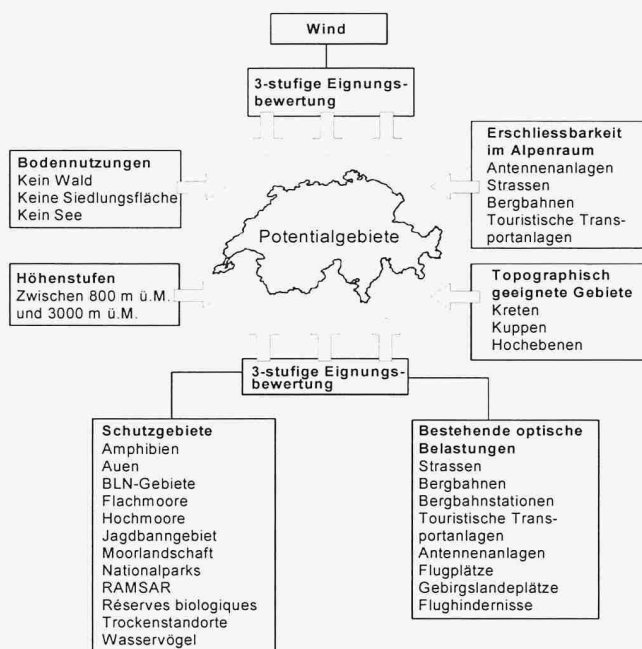 Wind
3-stufige Eignungs-
bewertung
Bodennutzungen
Kein Wald
Keine Siedlungsfläche
Kein See
Erschliessbarkeit
im Alpenraum
Antennenanlagen
Strassen
Bergbahnen
Touristische Trans-
portanlagen
Potentialgebiete
Höhenstufen
Zwischen 800 m ü.M.
und 3000 m ü.M.
Topographisch
geeignete Gebiete
Kreten
Kuppen
Hochebenen
3-stufige Eignungs-
bewertung
Schutzgebiete
Amphibien
Auen
BLN-Gebiete
Flachmoore
Hochmoore
Jagdbanngebiet
Moorlandschaft
Nationalparks
RAMSAR
Réserves biologiques
Trockenstandorte
Wasservögel
Bestehende optische
Belastungen
Strassen
Bergbahnen
Bergbahnstationen
Touristische Trans-
portanlagen
Antennenanlagen
Flugplätze
Gebirgslandeplätze
Flughindernisse